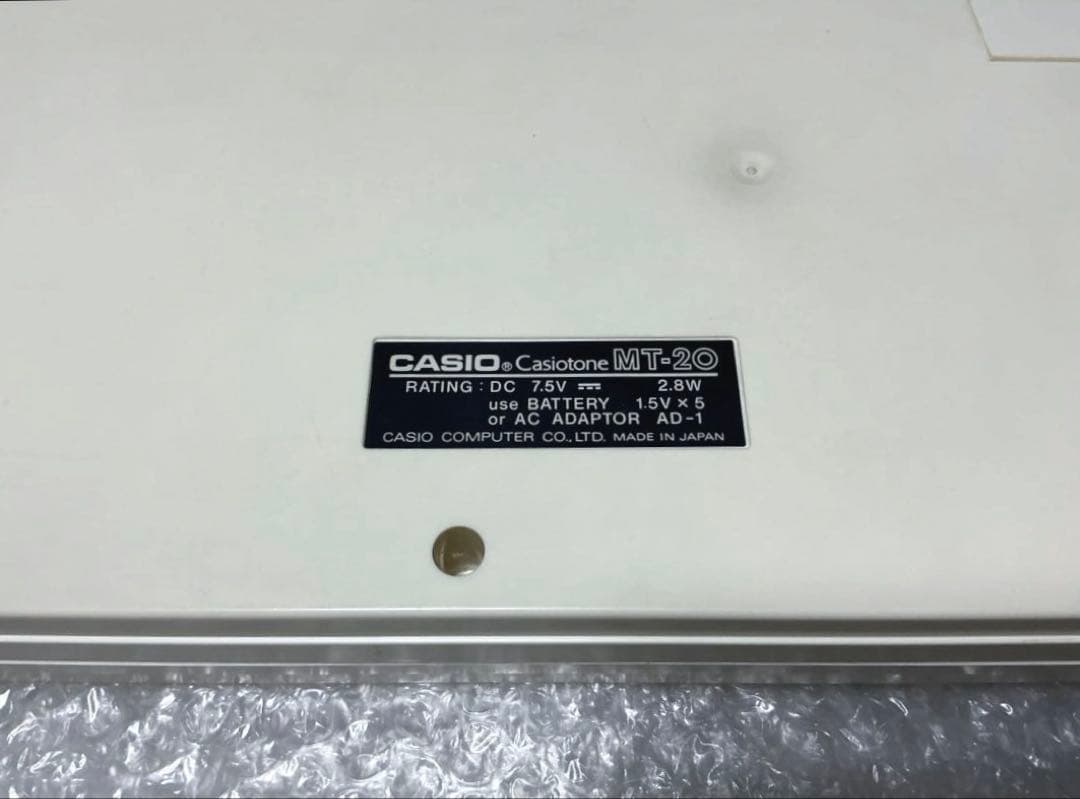 CASIO® Casiotone MT-20
RATING : DC 7.5V ⎓ 2.8W
use BATTERY 1.5V × 5
or AC ADAPTOR AD-1
CASIO COMPUTER CO., LTD. MADE IN JAPAN